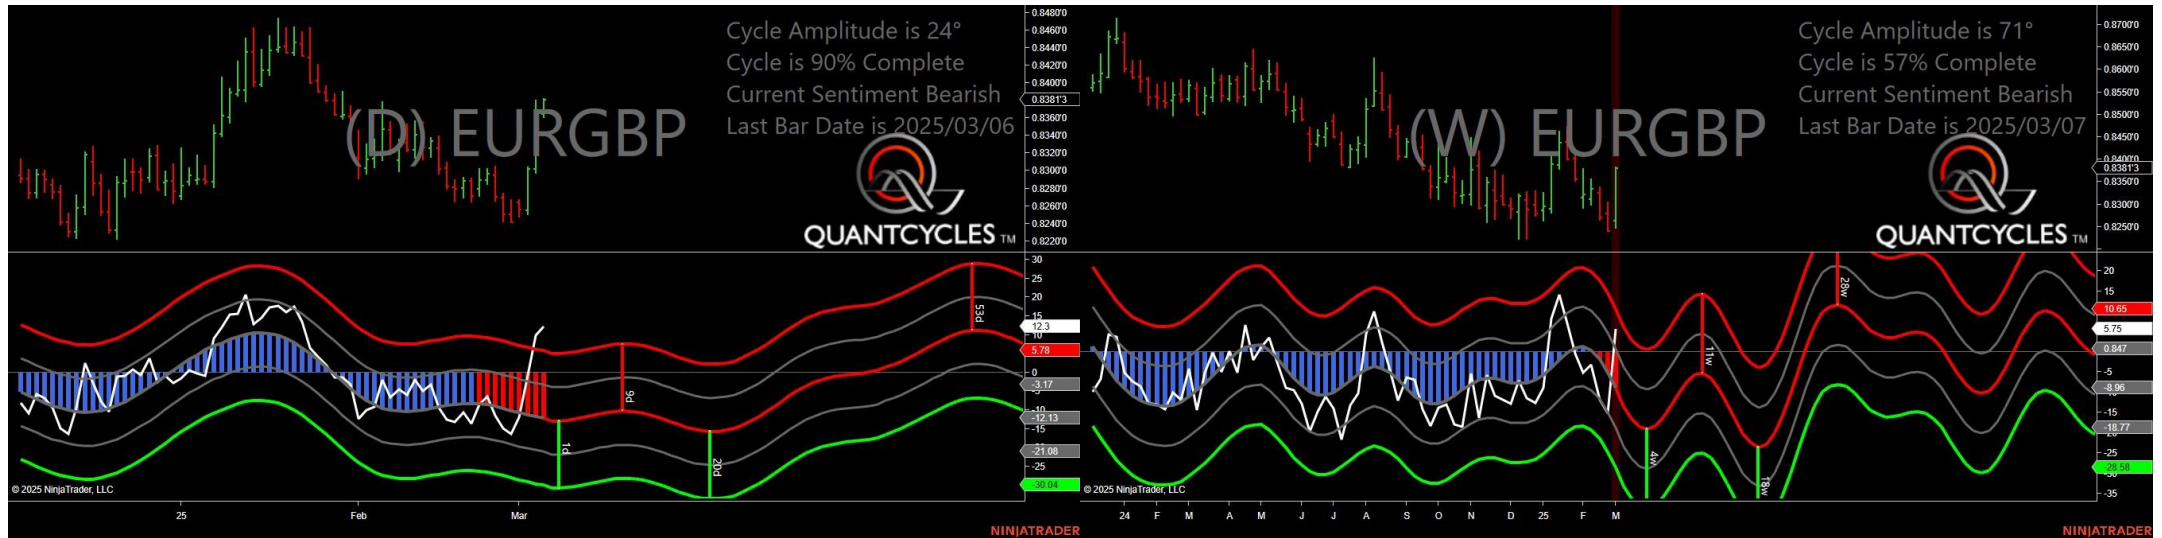 Cycle Amplitude is 24°
Cycle is 90% Complete
Current Sentiment Bearish
Last Bar Date is 2025/03/06
(D) EURGBP
QUANTCYCLES TM
0.8480'0
0.8460'0
0.8440'0
0.8420'0
0.8400'0
0.8381'3
0.8360'0
0.8340'0
0.8320'0
0.8300'0
0.8280'0
0.8260'0
0.8240'0
0.8220'0
30
25
20
15
12.3
10
5.78
0
-3.17
-10
-12.13
-15
-21.08
-25
-30.04
53d
9d
1d
20d
© 2025 NinjaTrader, LLC
25
Feb
Mar
NINJATRADER
Cycle Amplitude is 71°
Cycle is 57% Complete
Current Sentiment Bearish
Last Bar Date is 2025/03/07
(W) EURGBP
QUANTCYCLES TM
0.8700'0
0.8650'0
0.8600'0
0.8550'0
0.8500'0
0.8450'0
0.8400'0
0.8381'3
0.8350'0
0.8300'0
0.8250'0
20
15
10.65
5.75
0.847
-5
-8.96
-15
-18.77
-25
-28.58
-35
28w
11w
4w
18w
© 2025 NinjaTrader, LLC
24 F M A M J J A S O N D 25 F M
NINJATRADER